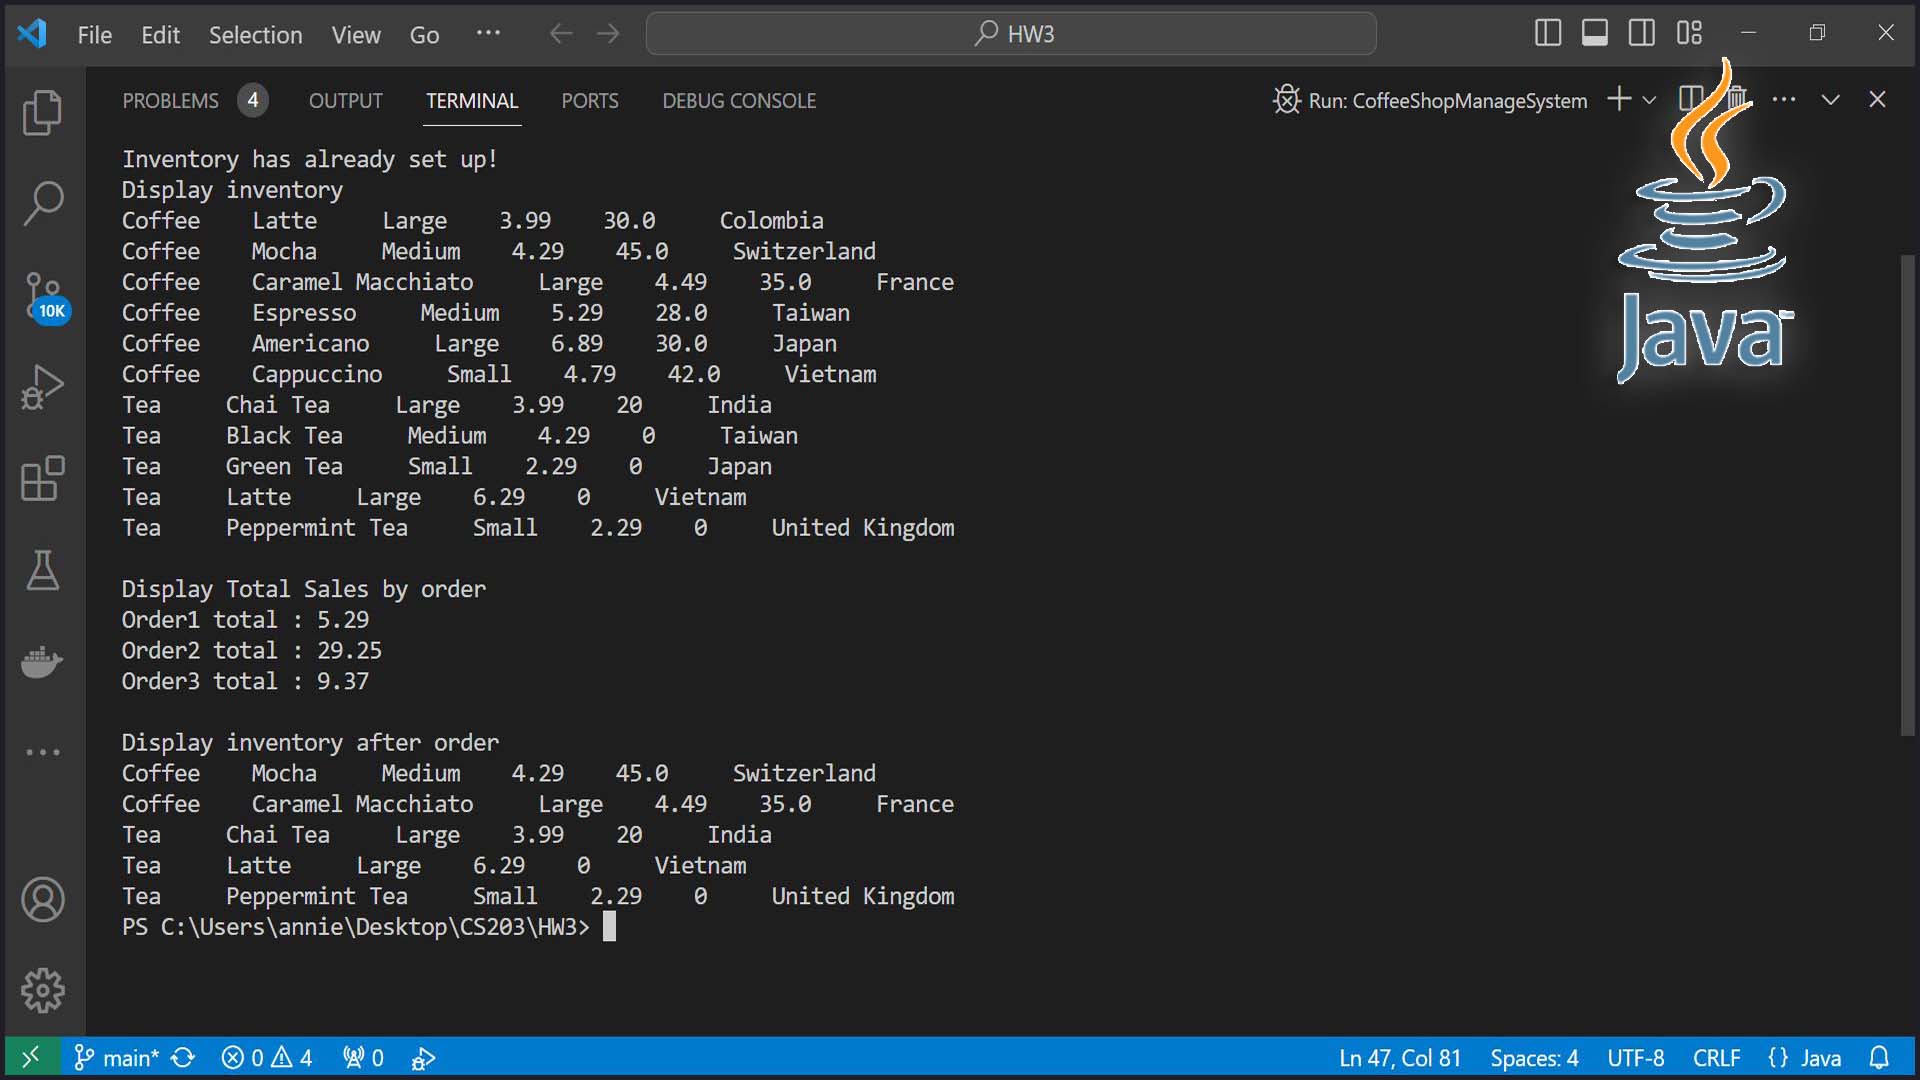 File Edit Selection View Go ... HW3
PROBLEMS 4 OUTPUT TERMINAL PORTS DEBUG CONSOLE Run: CoffeeShopManageSystem
Inventory has already set up!
Display inventory
Coffee Latte Large 3.99 30.0 Colombia
Coffee Mocha Medium 4.29 45.0 Switzerland
Coffee Caramel Macchiato Large 4.49 35.0 France
Coffee Espresso Medium 5.29 28.0 Taiwan
Coffee Americano Large 6.89 30.0 Japan
Coffee Cappuccino Small 4.79 42.0 Vietnam
Tea Chai Tea Large 3.99 20 India
Tea Black Tea Medium 4.29 0 Taiwan
Tea Green Tea Small 2.29 0 Japan
Tea Latte Large 6.29 0 Vietnam
Tea Peppermint Tea Small 2.29 0 United Kingdom
Display Total Sales by order
Order1 total : 5.29
Order2 total : 29.25
Order3 total : 9.37
Display inventory after order
Coffee Mocha Medium 4.29 45.0 Switzerland
Coffee Caramel Macchiato Large 4.49 35.0 France
Tea Chai Tea Large 3.99 20 India
Tea Latte Large 6.29 0 Vietnam
Tea Peppermint Tea Small 2.29 0 United Kingdom
PS C:\Users\annie\Desktop\CS203\HW3>
10K
Java
main* 0 4 0 Ln 47, Col 81 Spaces: 4 UTF-8 CRLF {} Java